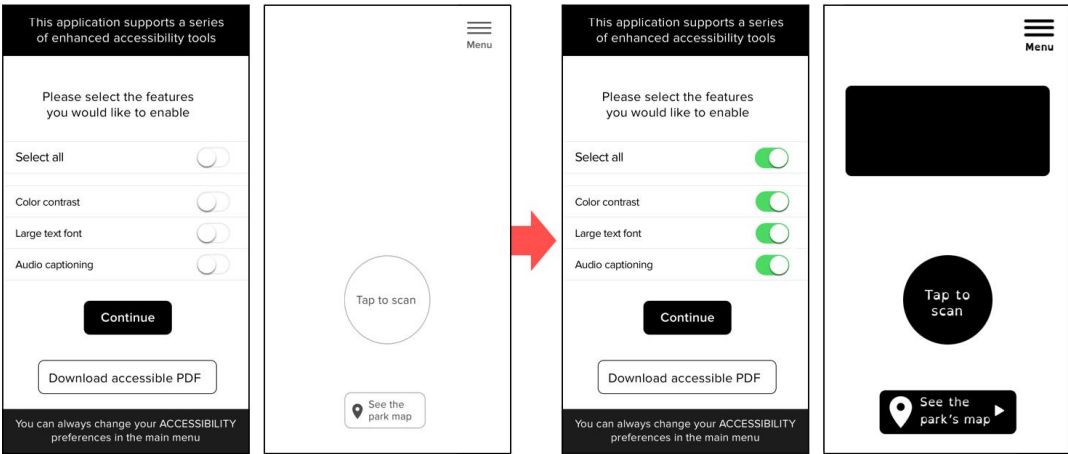 This application supports a series
of enhanced accessibility tools
Please select the features
you would like to enable
Select all
Color contrast
Large text font
Audio captioning
Continue
Download accessible PDF
You can always change your ACCESSIBILITY
preferences in the main menu
Menu
Tap to scan
See the
park map
This application supports a series
of enhanced accessibility tools
Please select the features
you would like to enable
Select all
Color contrast
Large text font
Audio captioning
Continue
Download accessible PDF
You can always change your ACCESSIBILITY
preferences in the main menu
Menu
Tap to
scan
See the
park's map